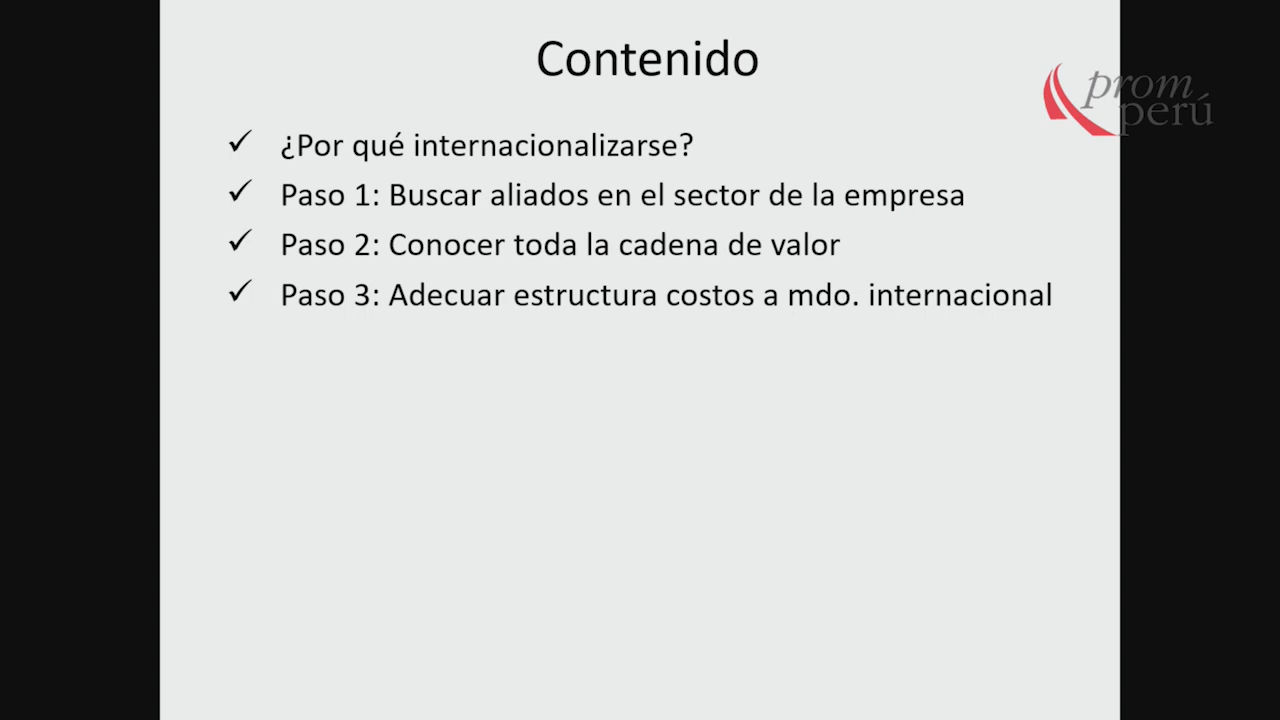 Contenido
prom
perú
¿Por qué internacionalizarse?
Paso 1: Buscar aliados en el sector de la empresa
Paso 2: Conocer toda la cadena de valor
Paso 3: Adecuar estructura costos a mdo. internacional